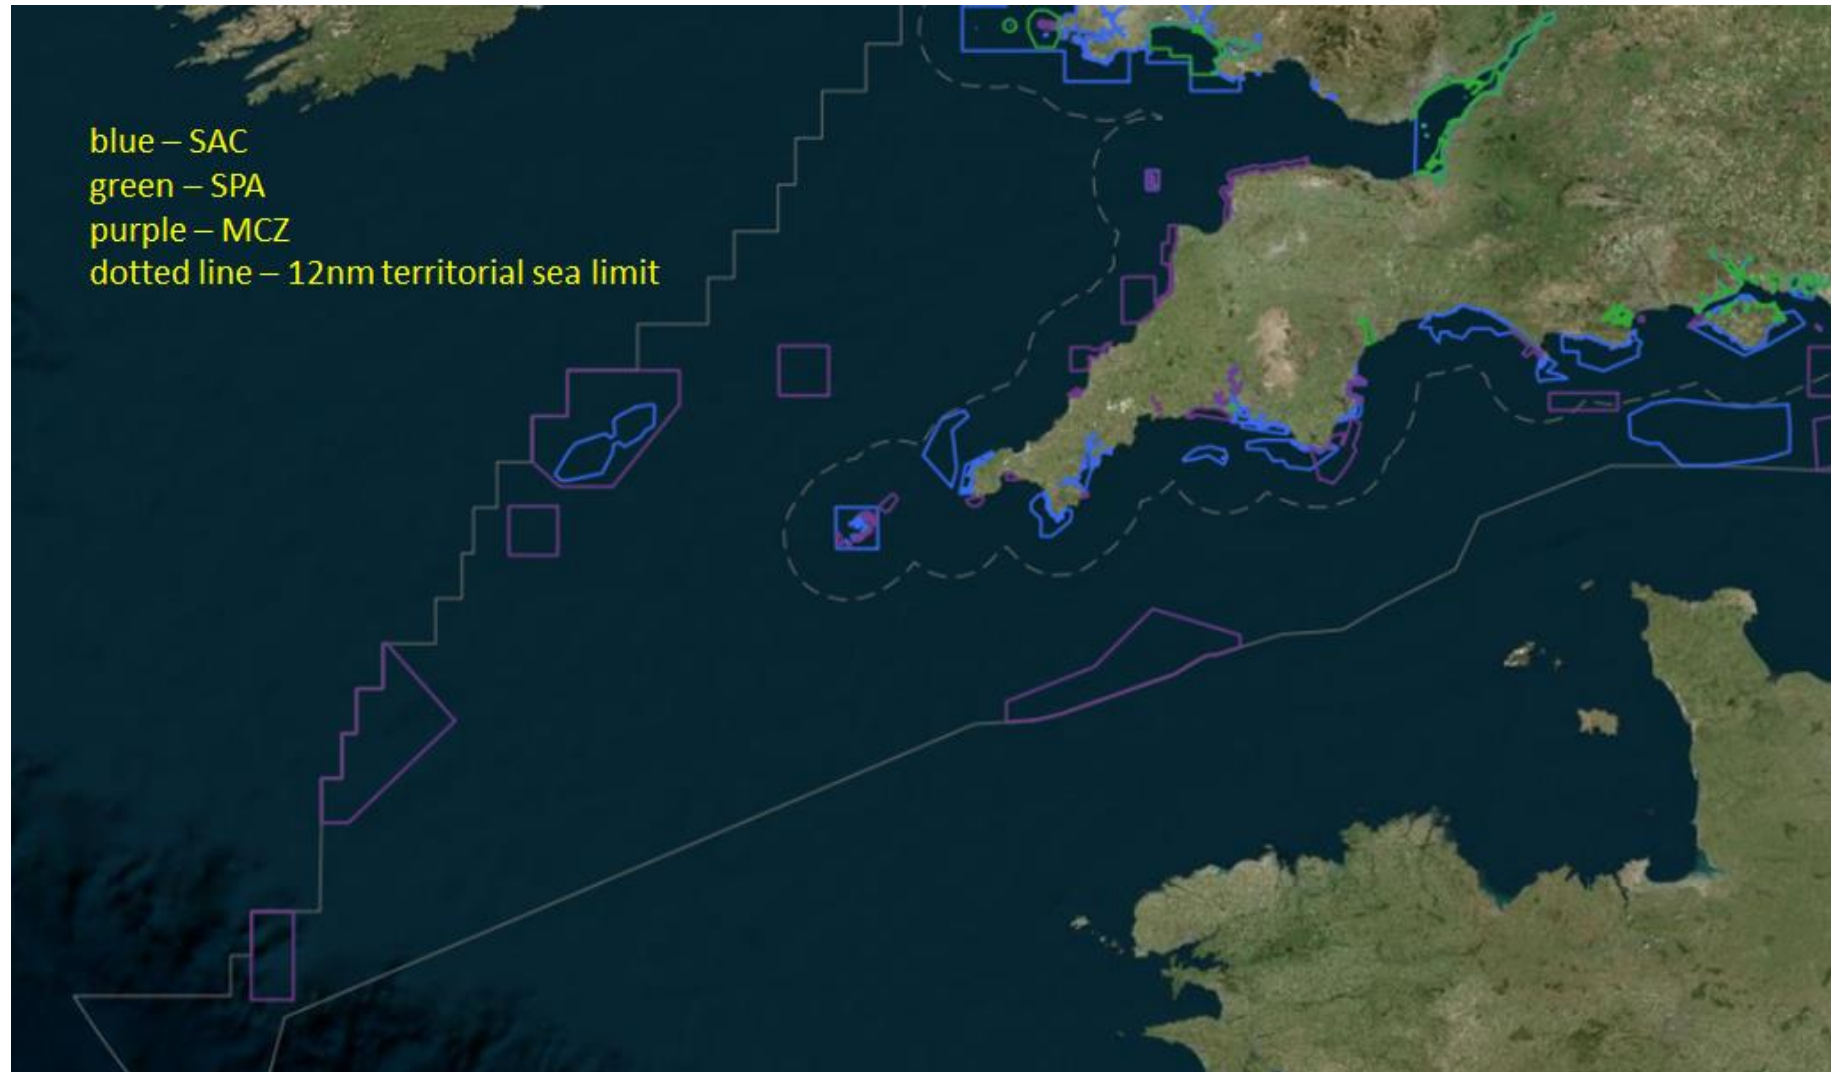 blue – SAC
green – SPA
purple – MCZ
dotted line – 12nm territorial sea limit